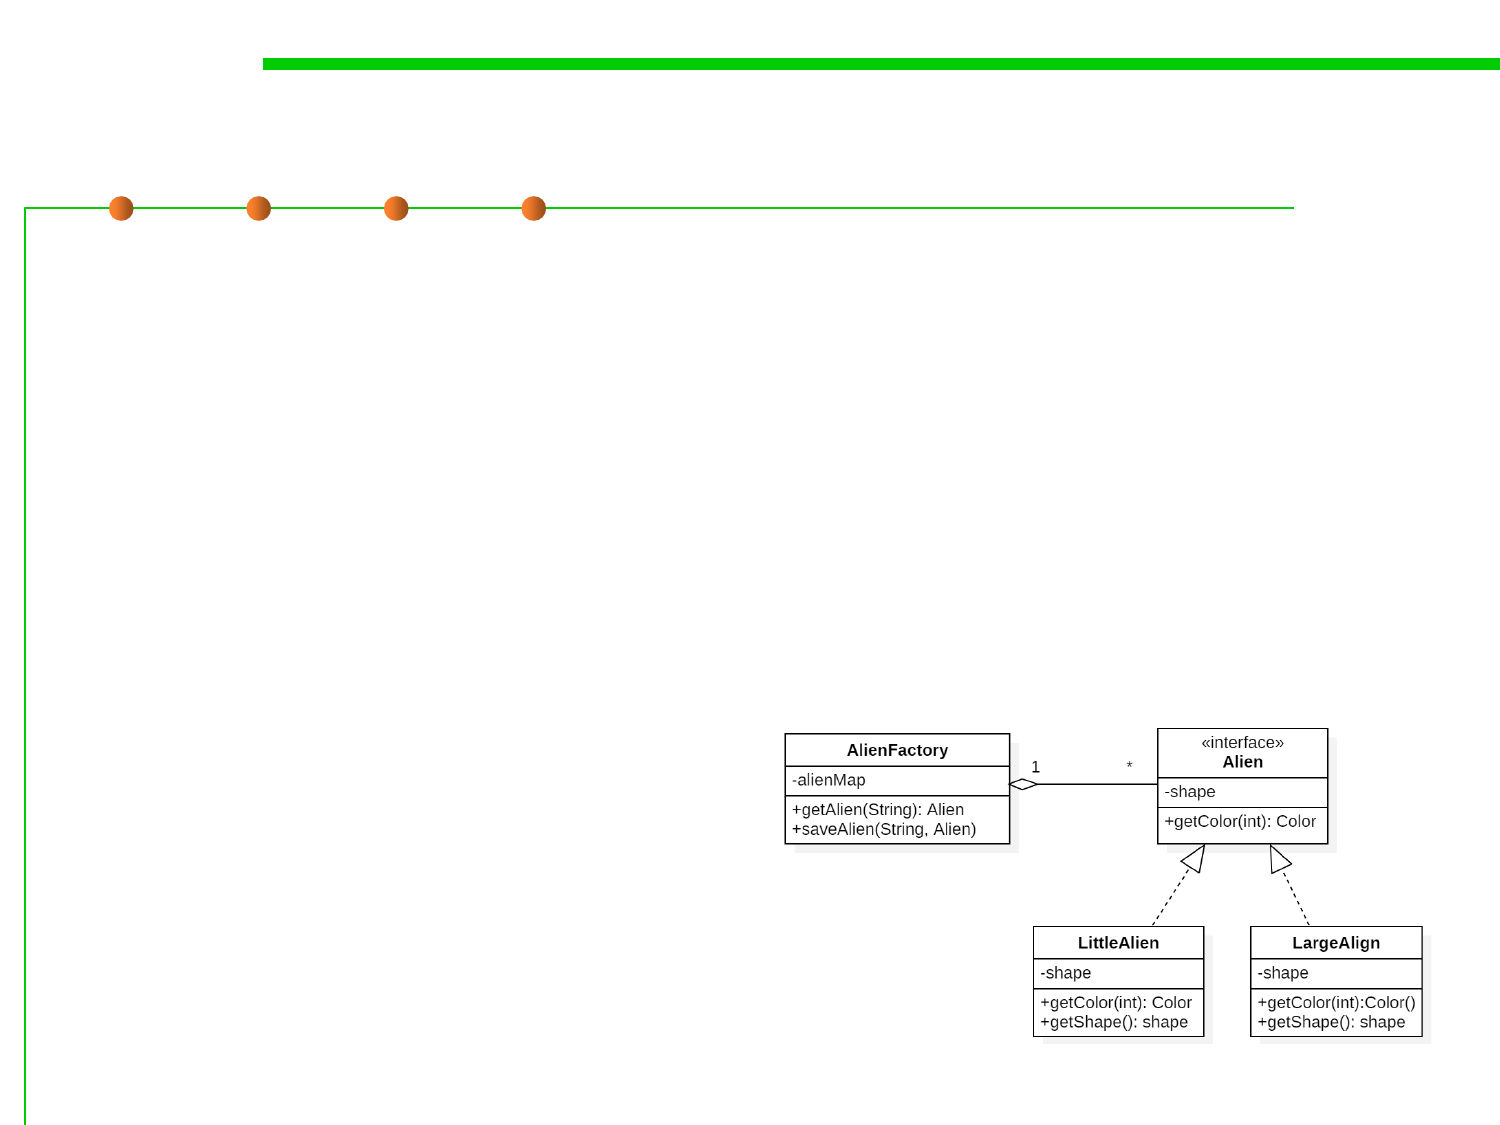 AlienFactory
-alienMap
+getAlien(String): Alien
+saveAlien(String, Alien)
1
*
«interface»
Alien
-shape
+getColor(int): Color
LittleAlien
-shape
+getColor(int): Color
+getShape(): shape
LargeAlign
-shape
+getColor(int):Color()
+getShape(): shape